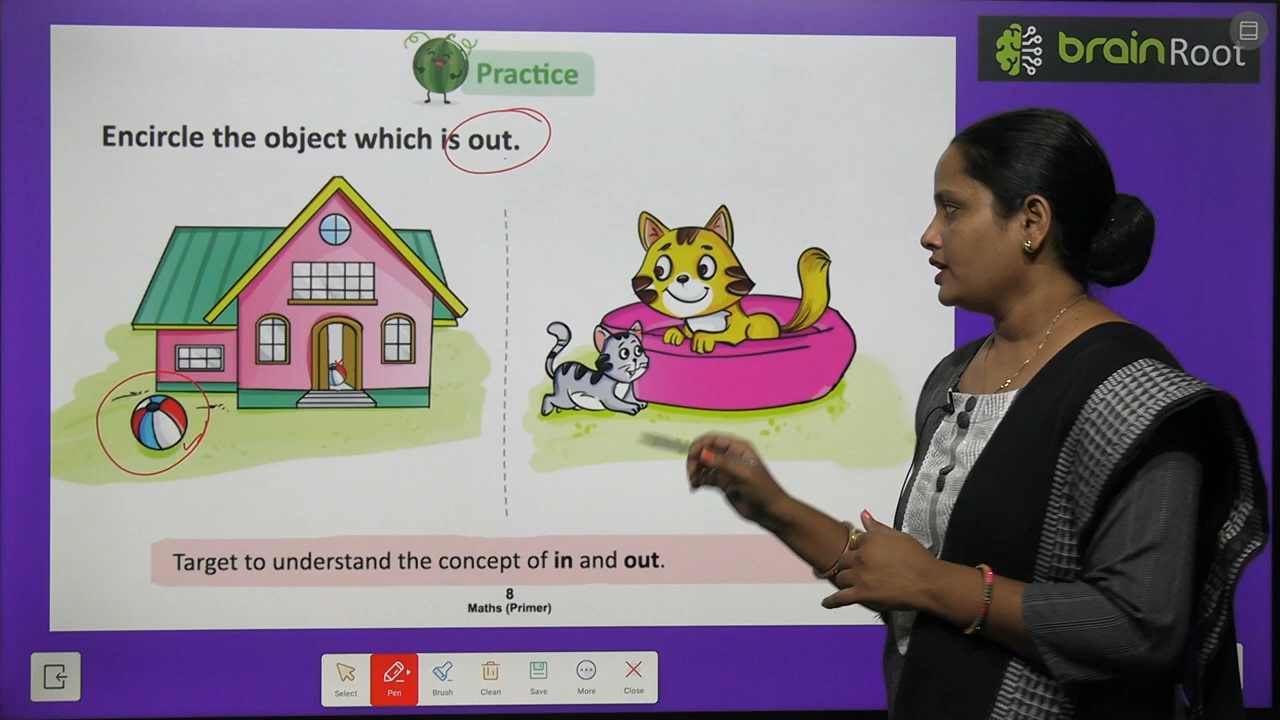 brainRoot
Practice
Encircle the object which is out.
Target to understand the concept of in and out.
8
Maths (Primer)
Select
Pen
Brush
Clean
Save
More
Close